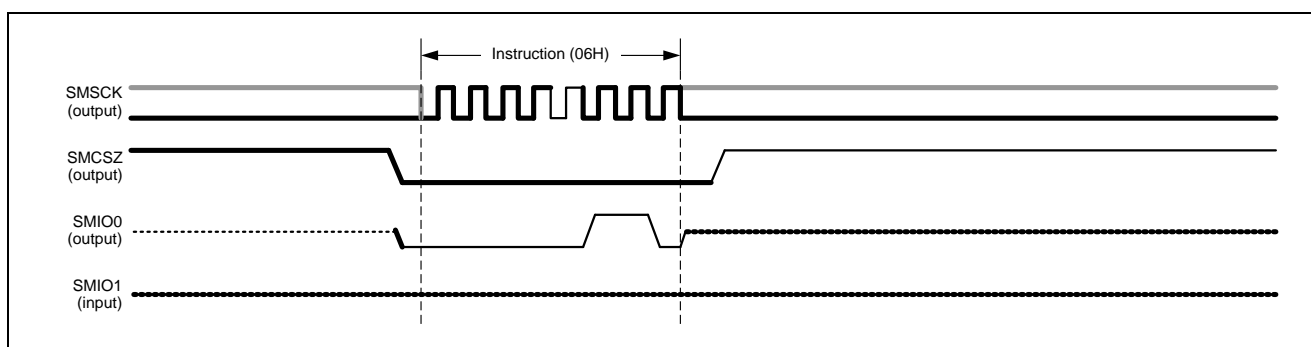 Instruction (06H)
SMSCK
(output)
SMCSZ
(output)
SMIO0
(output)
SMIO1
(input)